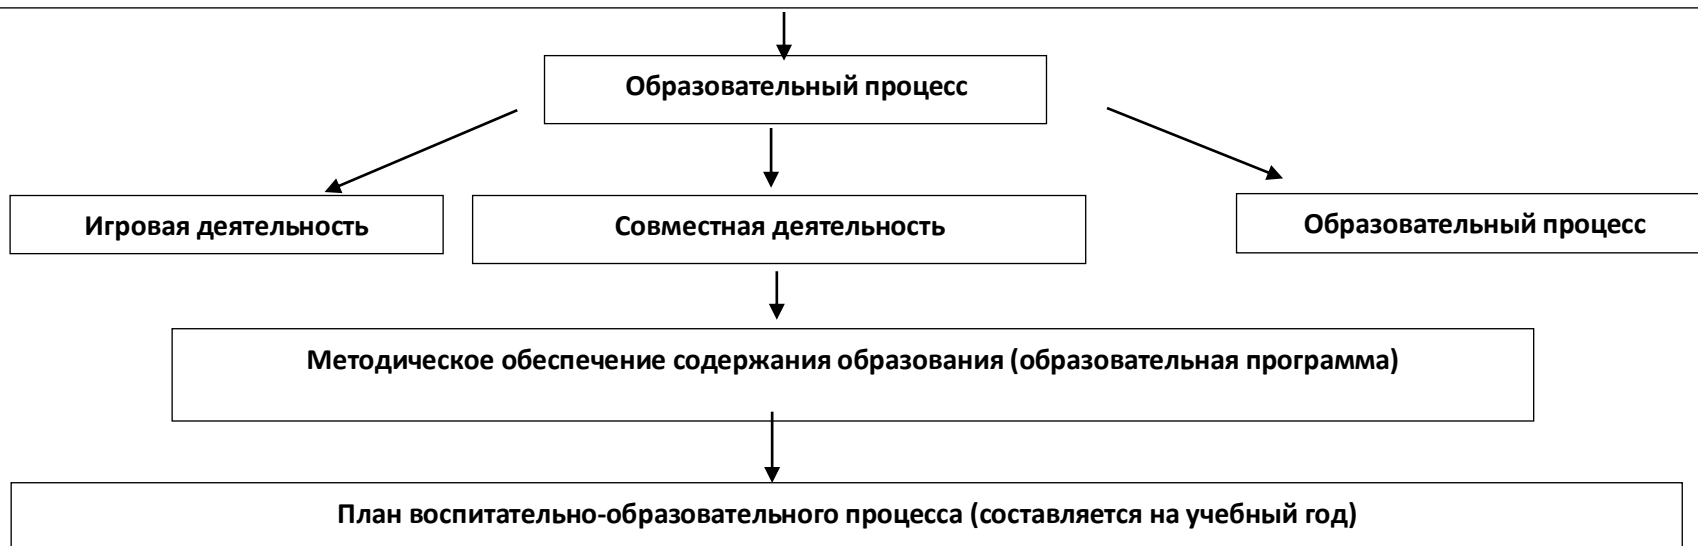 Образовательный процесс
Игровая деятельность
Совместная деятельность
Образовательный процесс
Методическое обеспечение содержания образования (образовательная программа)
План воспитательно-образовательного процесса (составляется на учебный год)